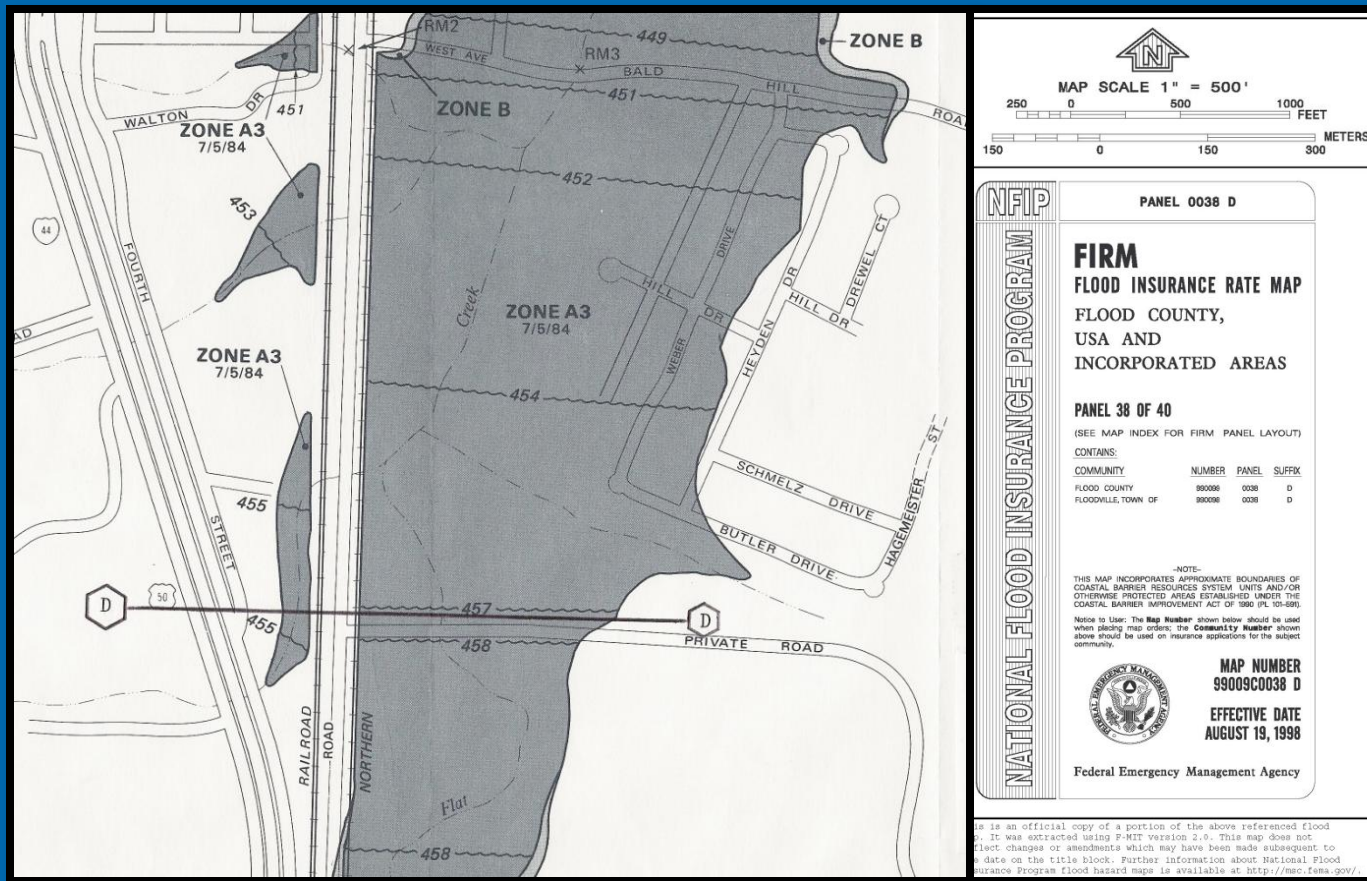 RM2
449
ZONE B
WEST AVE
RM3
BALD
HILL
ROA
451
451
ZONE B
WALTON
DR
ZONE A3
7/5/84
452
453
44
FOURTH
DRIVE
DREWEL CT
HILL
DR
HILL DR
DR
HEYDEN
Creek
ZONE A3
7/5/84
WEBER
AD
ZONE A3
7/5/84
454
SCHMELZ DRIVE
HAGEMEISTER ST
455
STREET
BUTLER DRIVE
D
50
455
457
D
458
PRIVATE ROAD
RAILROAD
ROAD
NORTHERN
Flat
458
N
MAP SCALE 1" = 500'
250 0 500 1000
FEET
METERS
150 0 150 300
NFIP
PANEL 0038 D
NATIONAL FLOOD INSURANCE PROGRAM
FIRM
FLOOD INSURANCE RATE MAP
FLOOD COUNTY,
USA AND
INCORPORATED AREAS
PANEL 38 OF 40
(SEE MAP INDEX FOR FIRM PANEL LAYOUT)
CONTAINS:
COMMUNITY NUMBER PANEL SUFFIX
FLOOD COUNTY 990099 0038 D
FLOODVILLE, TOWN OF 990098 0038 D
-NOTE-
THIS MAP INCORPORATES APPROXIMATE BOUNDARIES OF
COASTAL BARRIER RESOURCES SYSTEM UNITS AND/OR
OTHERWISE PROTECTED AREAS ESTABLISHED UNDER THE
COASTAL BARRIER IMPROVEMENT ACT OF 1990 (PL 101-591).
Notice to User: The Map Number shown below should be used
when placing map orders; the Community Number shown
above should be used on insurance applications for the subject
community.
MAP NUMBER
99009C0038 D
EFFECTIVE DATE
AUGUST 19, 1998
FEDERAL EMERGENCY MANAGEMENT AGENCY
Federal Emergency Management Agency
is is an official copy of a portion of the above referenced flood
p. It was extracted using F-MIT version 2.0. This map does not
flect changes or amendments which may have been made subsequent to
e date on the title block. Further information about National Flood
surance Program flood hazard maps is available at http://msc.fema.gov/.